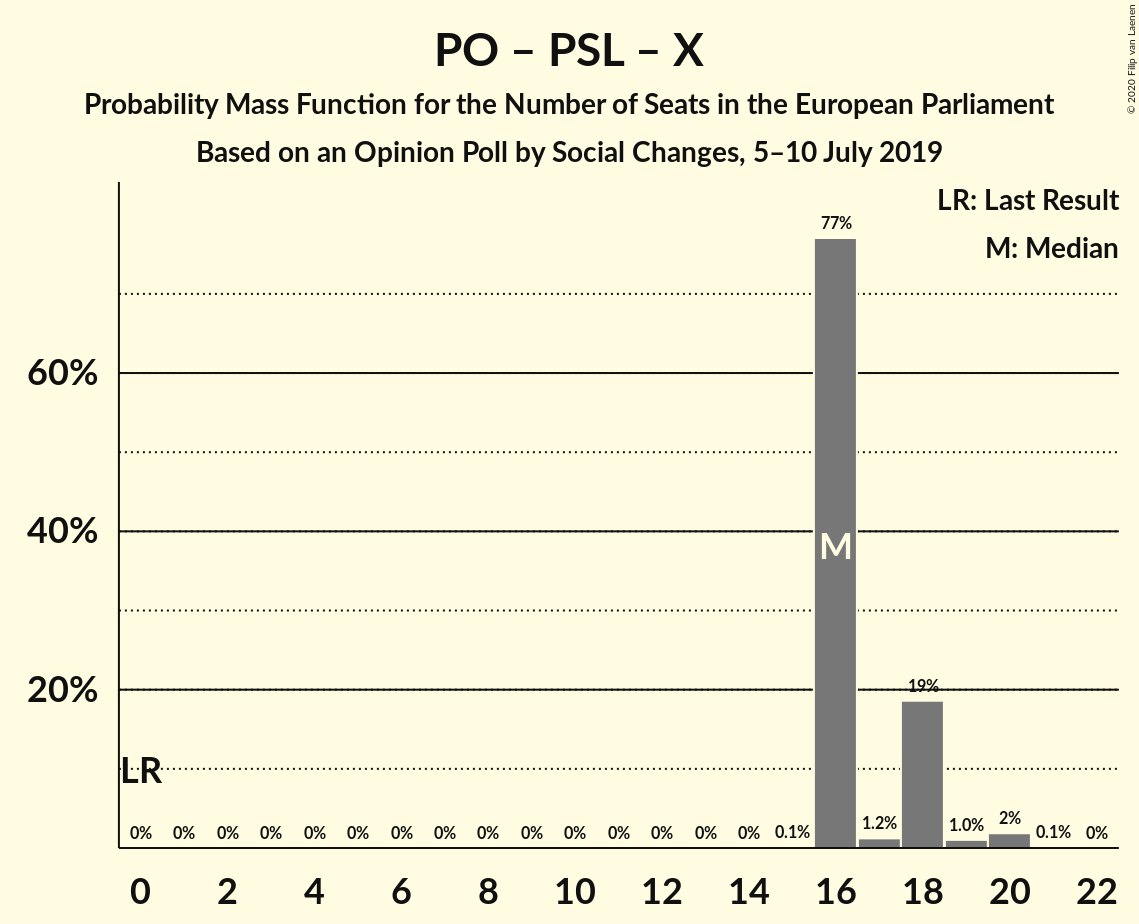 PO – PSL – X
Probability Mass Function for the Number of Seats in the European Parliament
Based on an Opinion Poll by Social Changes, 5–10 July 2019
© 2020 Filip van Laenen
LR: Last Result
M: Median
77%
60%
40%
M
20%
19%
LR
0% 0% 0% 0% 0% 0% 0% 0% 0% 0% 0% 0% 0% 0% 0% 0.1% 1.2% 1.0% 2% 0.1% 0%
0 2 4 6 8 10 12 14 16 18 20 22